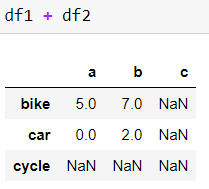 df1 + df2
a b c
bike 5.0 7.0 NaN
car 0.0 2.0 NaN
cycle NaN NaN NaN